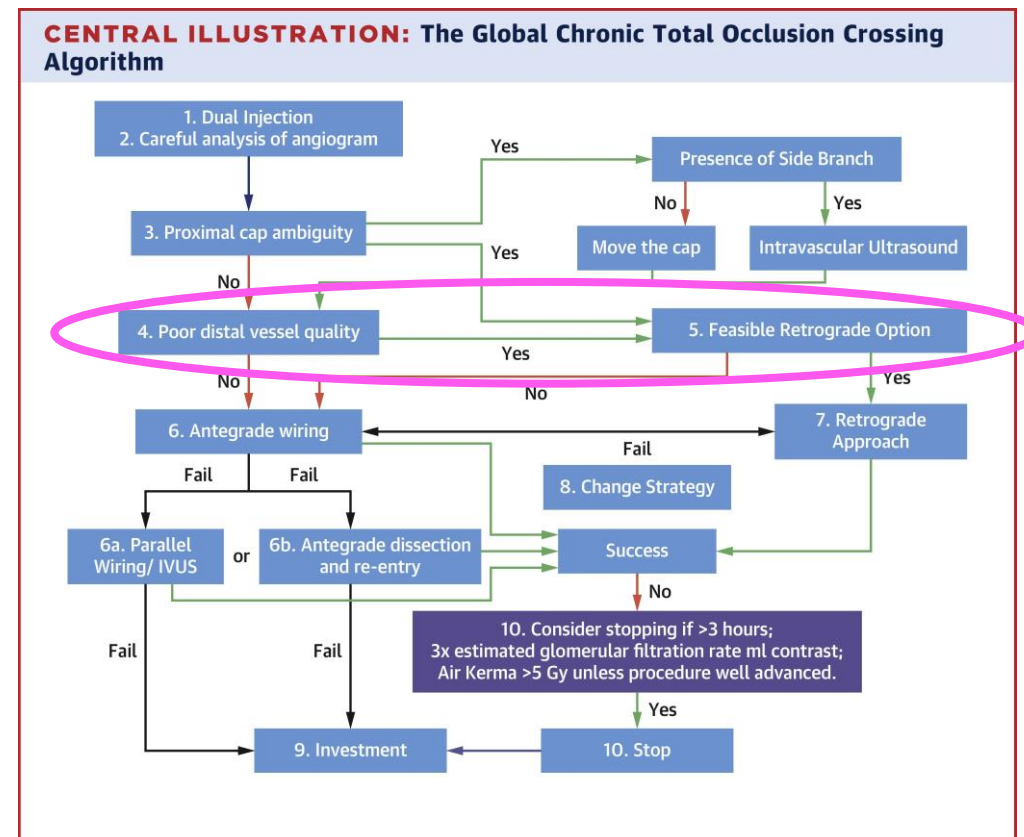 CENTRAL ILLUSTRATION: The Global Chronic Total Occlusion Crossing
Algorithm
1. Dual Injection
2. Careful analysis of angiogram
Yes
Presence of Side Branch
No
Yes
3. Proximal cap ambiguity
Move the cap
Intravascular Ultrasound
Yes
No
4. Poor distal vessel quality
5. Feasible Retrograde Option
Yes
No
No
Yes
6. Antegrade wiring
7. Retrograde
Approach
Fail
Fail
Fail
8. Change Strategy
6a. Parallel
Wiring/ IVUS
or
6b. Antegrade dissection
and re-entry
Success
No
10. Consider stopping if >3 hours;
3x estimated glomerular filtration rate ml contrast;
Air Kerma >5 Gy unless procedure well advanced.
Fail
Fail
Yes
9. Investment
10. Stop